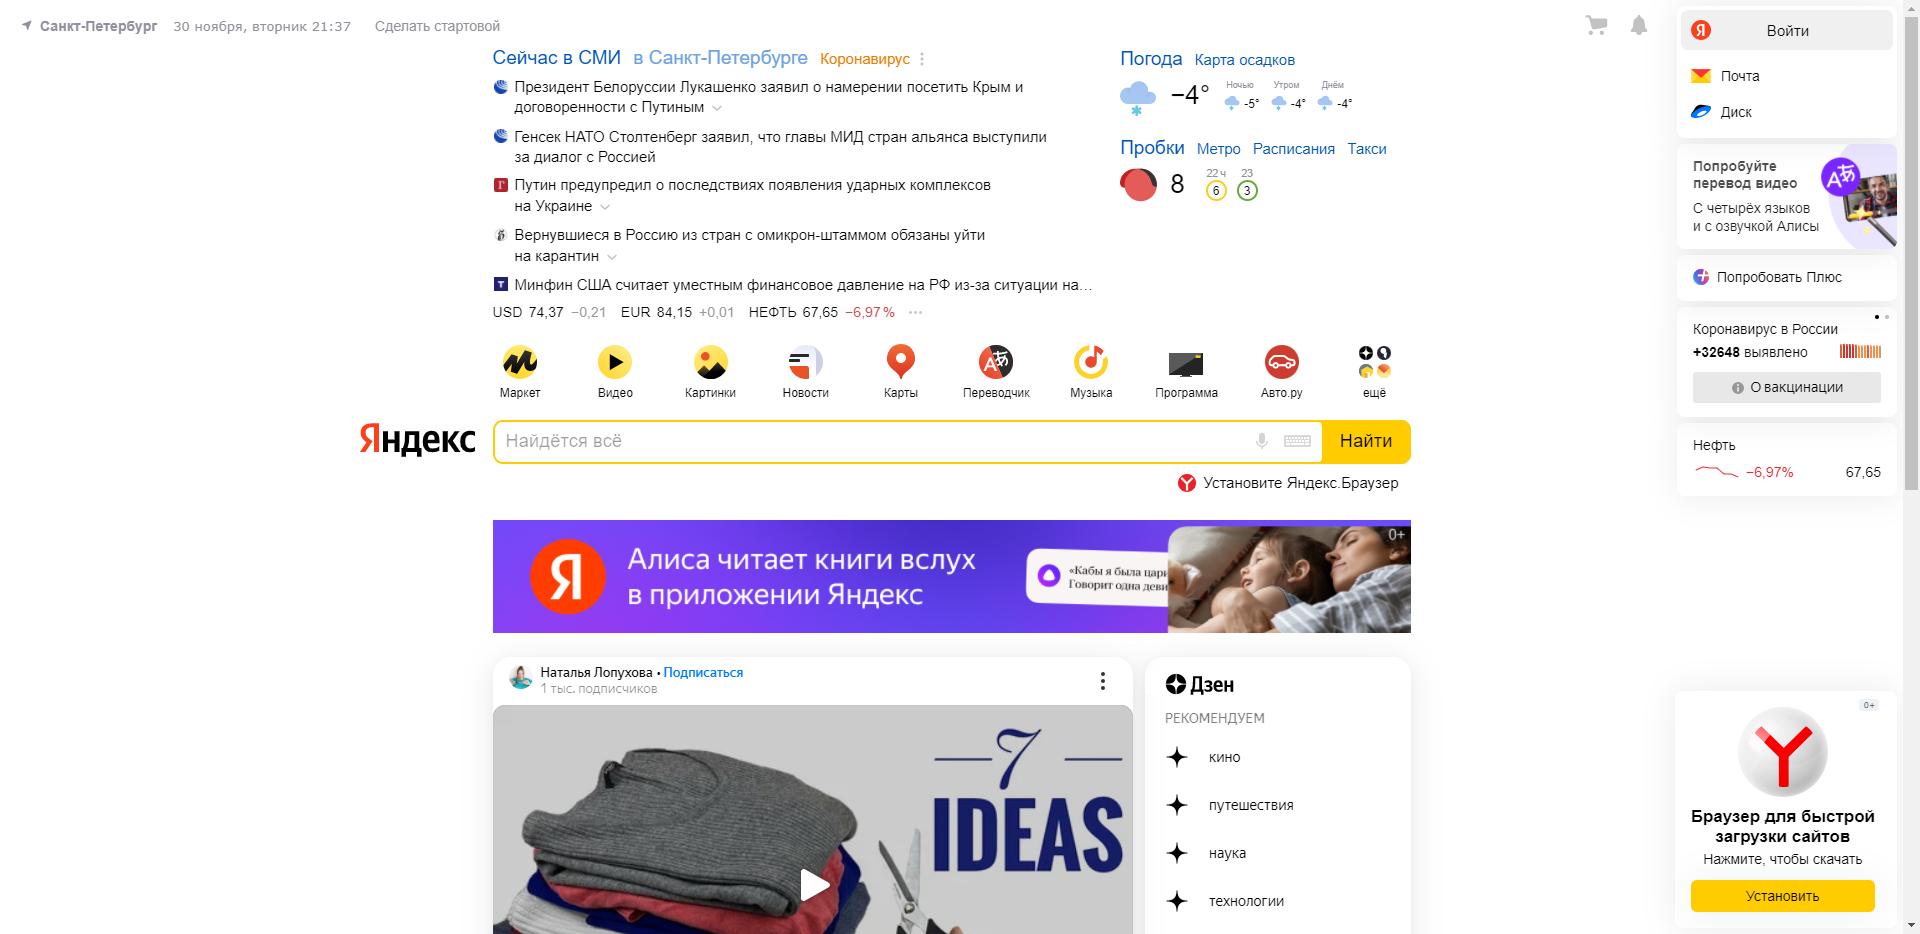 Санкт-Петербург 30 ноября, вторник 21:37 Сделать стартовой
Сейчас в СМИ в Санкт-Петербурге Коронавирус
Президент Белоруссии Лукашенко заявил о намерении посетить Крым и
договоренности с Путиным
Генсек НАТО Столтенберг заявил, что главы МИД стран альянса выступили
за диалог с Россией
Путин предупредил о последствиях появления ударных комплексов
на Украине
Вернувшиеся в Россию из стран с омикрон-штаммом обязаны уйти
на карантин
Минфин США считает уместным финансовое давление на РФ из-за ситуации на…
USD 74,37 −0,21 EUR 84,15 +0,01 НЕФТЬ 67,65 −6,97 % ···
Погода Карта осадков
−4° Ночью -5° Утром -4° Днём -4°
Пробки Метро Расписания Такси
8 22 ч 6 23 3
Маркет Видео Картинки Новости Карты Переводчик Музыка Программа Авто.ру ещё
Яндекс Найдётся всё Найти
Установите Яндекс.Браузер
Алиса читает книги вслух
в приложении Яндекс
«Кабы я была цари
Говорит одна деви
0+
Наталья Лопухова • Подписаться
1 тыс. подписчиков
7
IDEAS
Дзен
РЕКОМЕНДУЕМ
кино
путешествия
наука
технологии
Войти
Почта
Диск
Попробуйте
перевод видео
С четырёх языков
и с озвучкой Алисы
Aあ
Попробовать Плюс
Коронавирус в России
+32648 выявлено
О вакцинации
Нефть
−6,97% 67,65
0+
Браузер для быстрой
загрузки сайтов
Нажмите, чтобы скачать
Установить